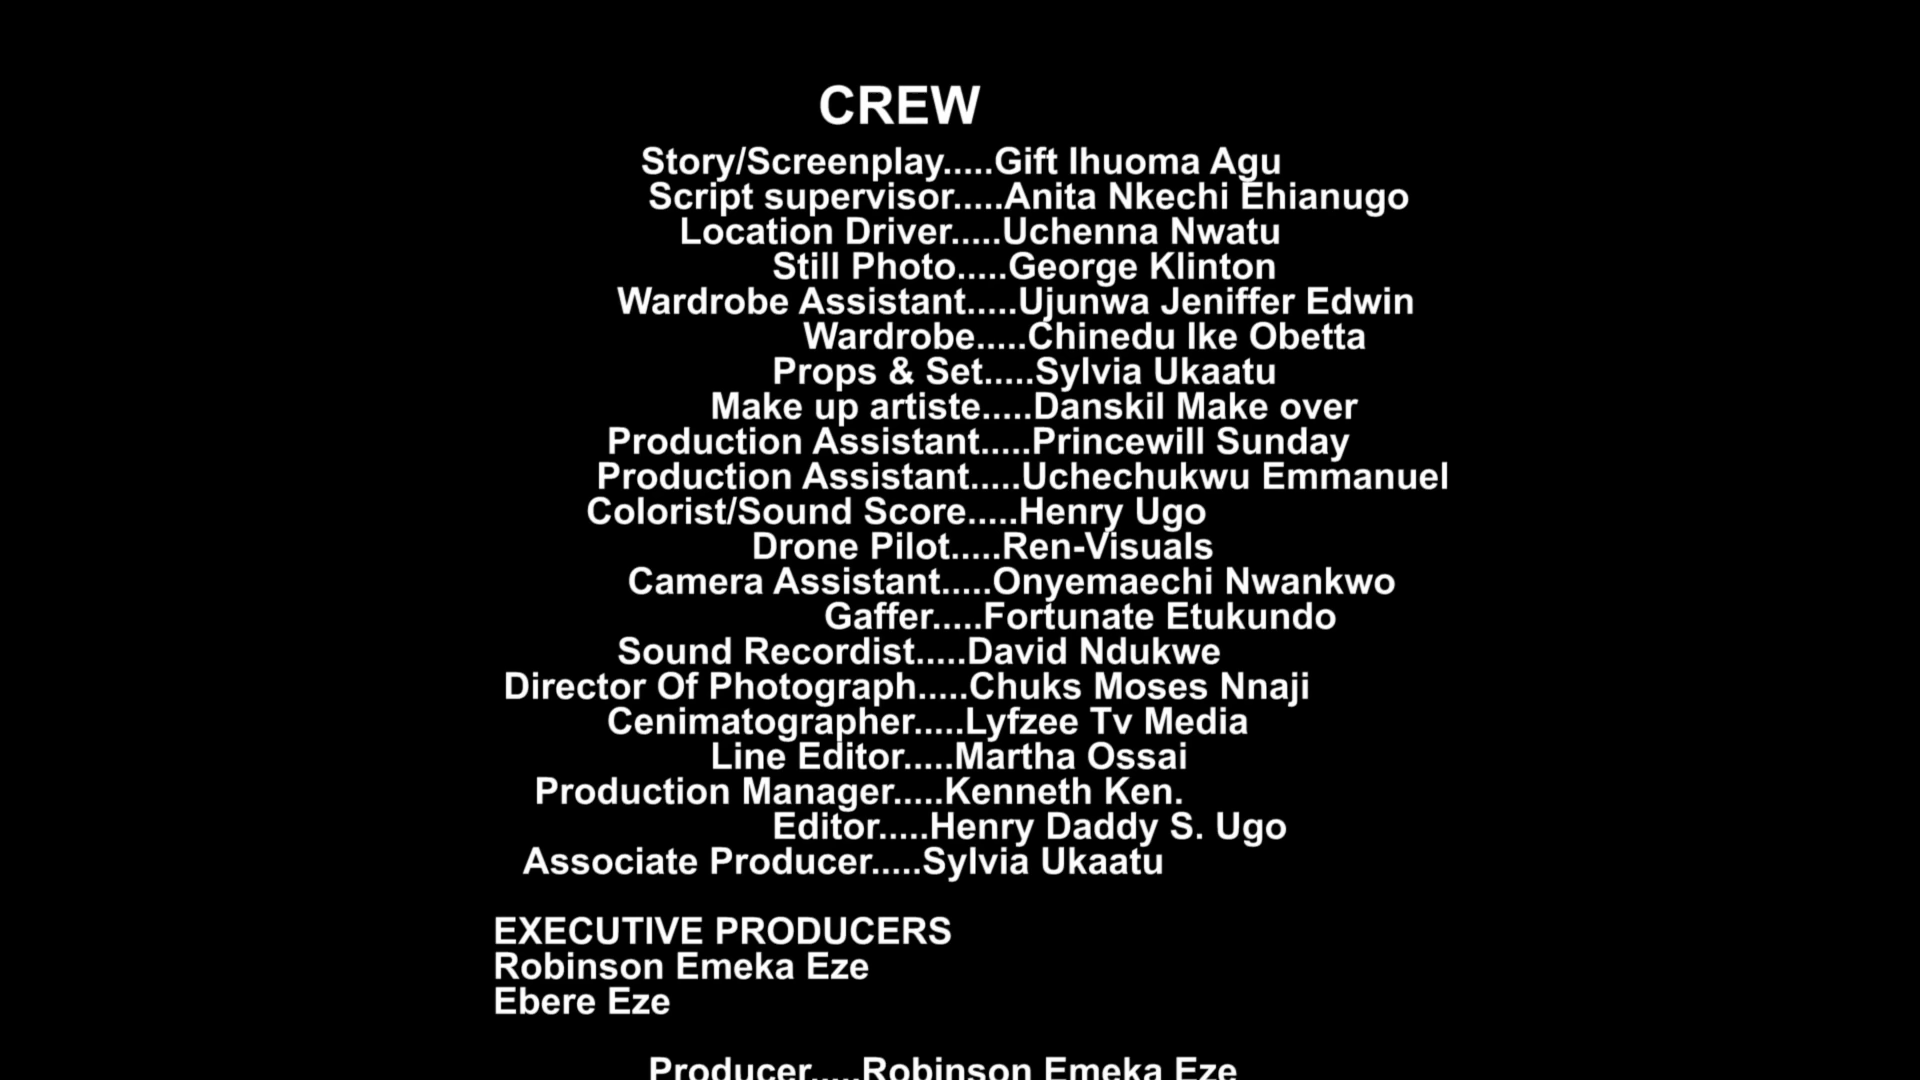 CREW
Story/Screenplay.....Gift Ihuoma Agu
Script supervisor.....Anita Nkechi Ehianugo
Location Driver.....Uchenna Nwatu
Still Photo.....George Klinton
Wardrobe Assistant.....Ujunwa Jeniffer Edwin
Wardrobe.....Chinedu Ike Obetta
Props & Set.....Sylvia Ukaatu
Make up artiste.....Danskil Make over
Production Assistant.....Princewill Sunday
Production Assistant.....Uchechukwu Emmanuel
Colorist/Sound Score.....Henry Ugo
Drone Pilot.....Ren-Visuals
Camera Assistant.....Onyemaechi Nwankwo
Gaffer.....Fortunate Etukundo
Sound Recordist.....David Ndukwe
Director Of Photograph.....Chuks Moses Nnaji
Cenimatographer.....Lyfzee Tv Media
Line Editor.....Martha Ossai
Production Manager.....Kenneth Ken.
Editor.....Henry Daddy S. Ugo
Associate Producer.....Sylvia Ukaatu
EXECUTIVE PRODUCERS
Robinson Emeka Eze
Ebere Eze
Producer.....Robinson Emeka Eze